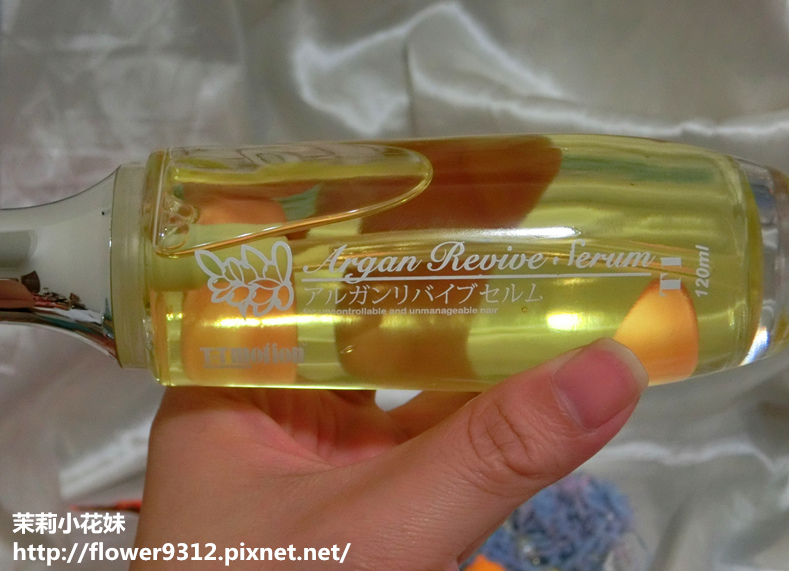 Argan Revive Serum
120ml
アルガンリバイブセルム
for uncontrollable and unmanageable hair
茉莉小花妹
http://flower9312.pixnet.net/